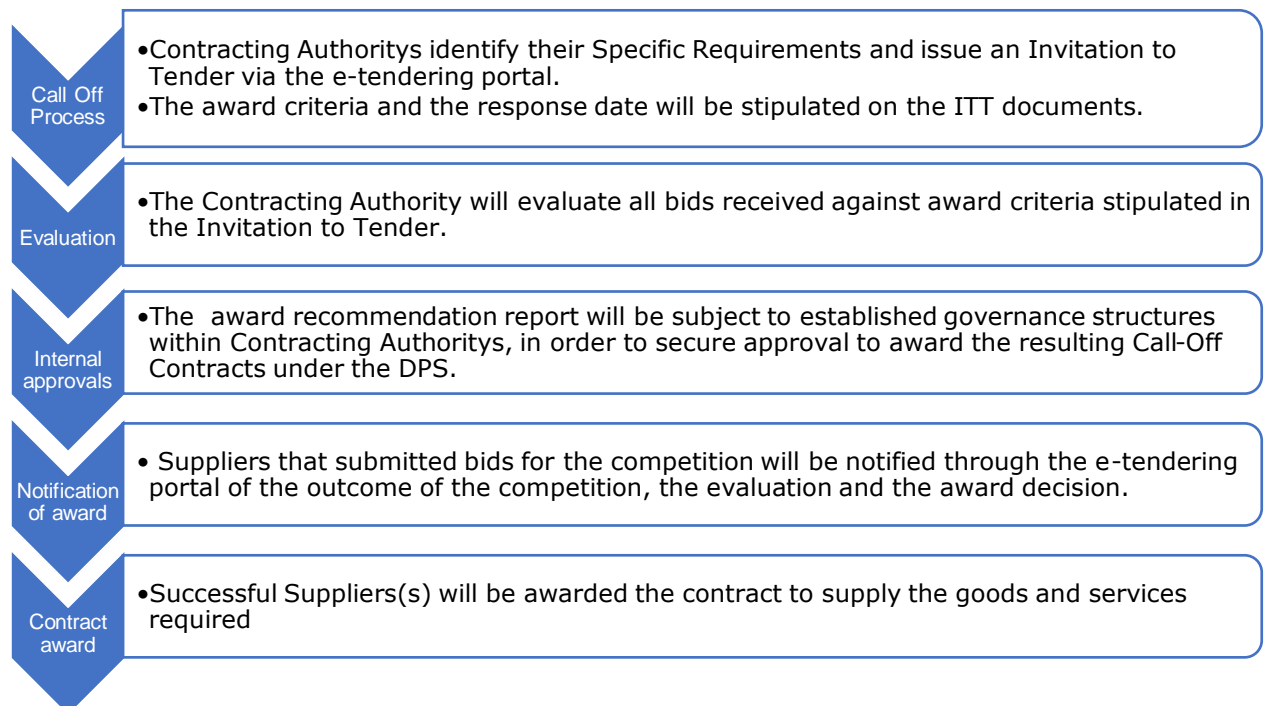 Call Off
Process
•Contracting Authoritys identify their Specific Requirements and issue an Invitation to
Tender via the e-tendering portal.
•The award criteria and the response date will be stipulated on the ITT documents.
Evaluation
•The Contracting Authority will evaluate all bids received against award criteria stipulated in
the Invitation to Tender.
Internal
approvals
•The award recommendation report will be subject to established governance structures
within Contracting Authoritys, in order to secure approval to award the resulting Call-Off
Contracts under the DPS.
Notification
of award
• Suppliers that submitted bids for the competition will be notified through the e-tendering
portal of the outcome of the competition, the evaluation and the award decision.
Contract
award
•Successful Suppliers(s) will be awarded the contract to supply the goods and services
required